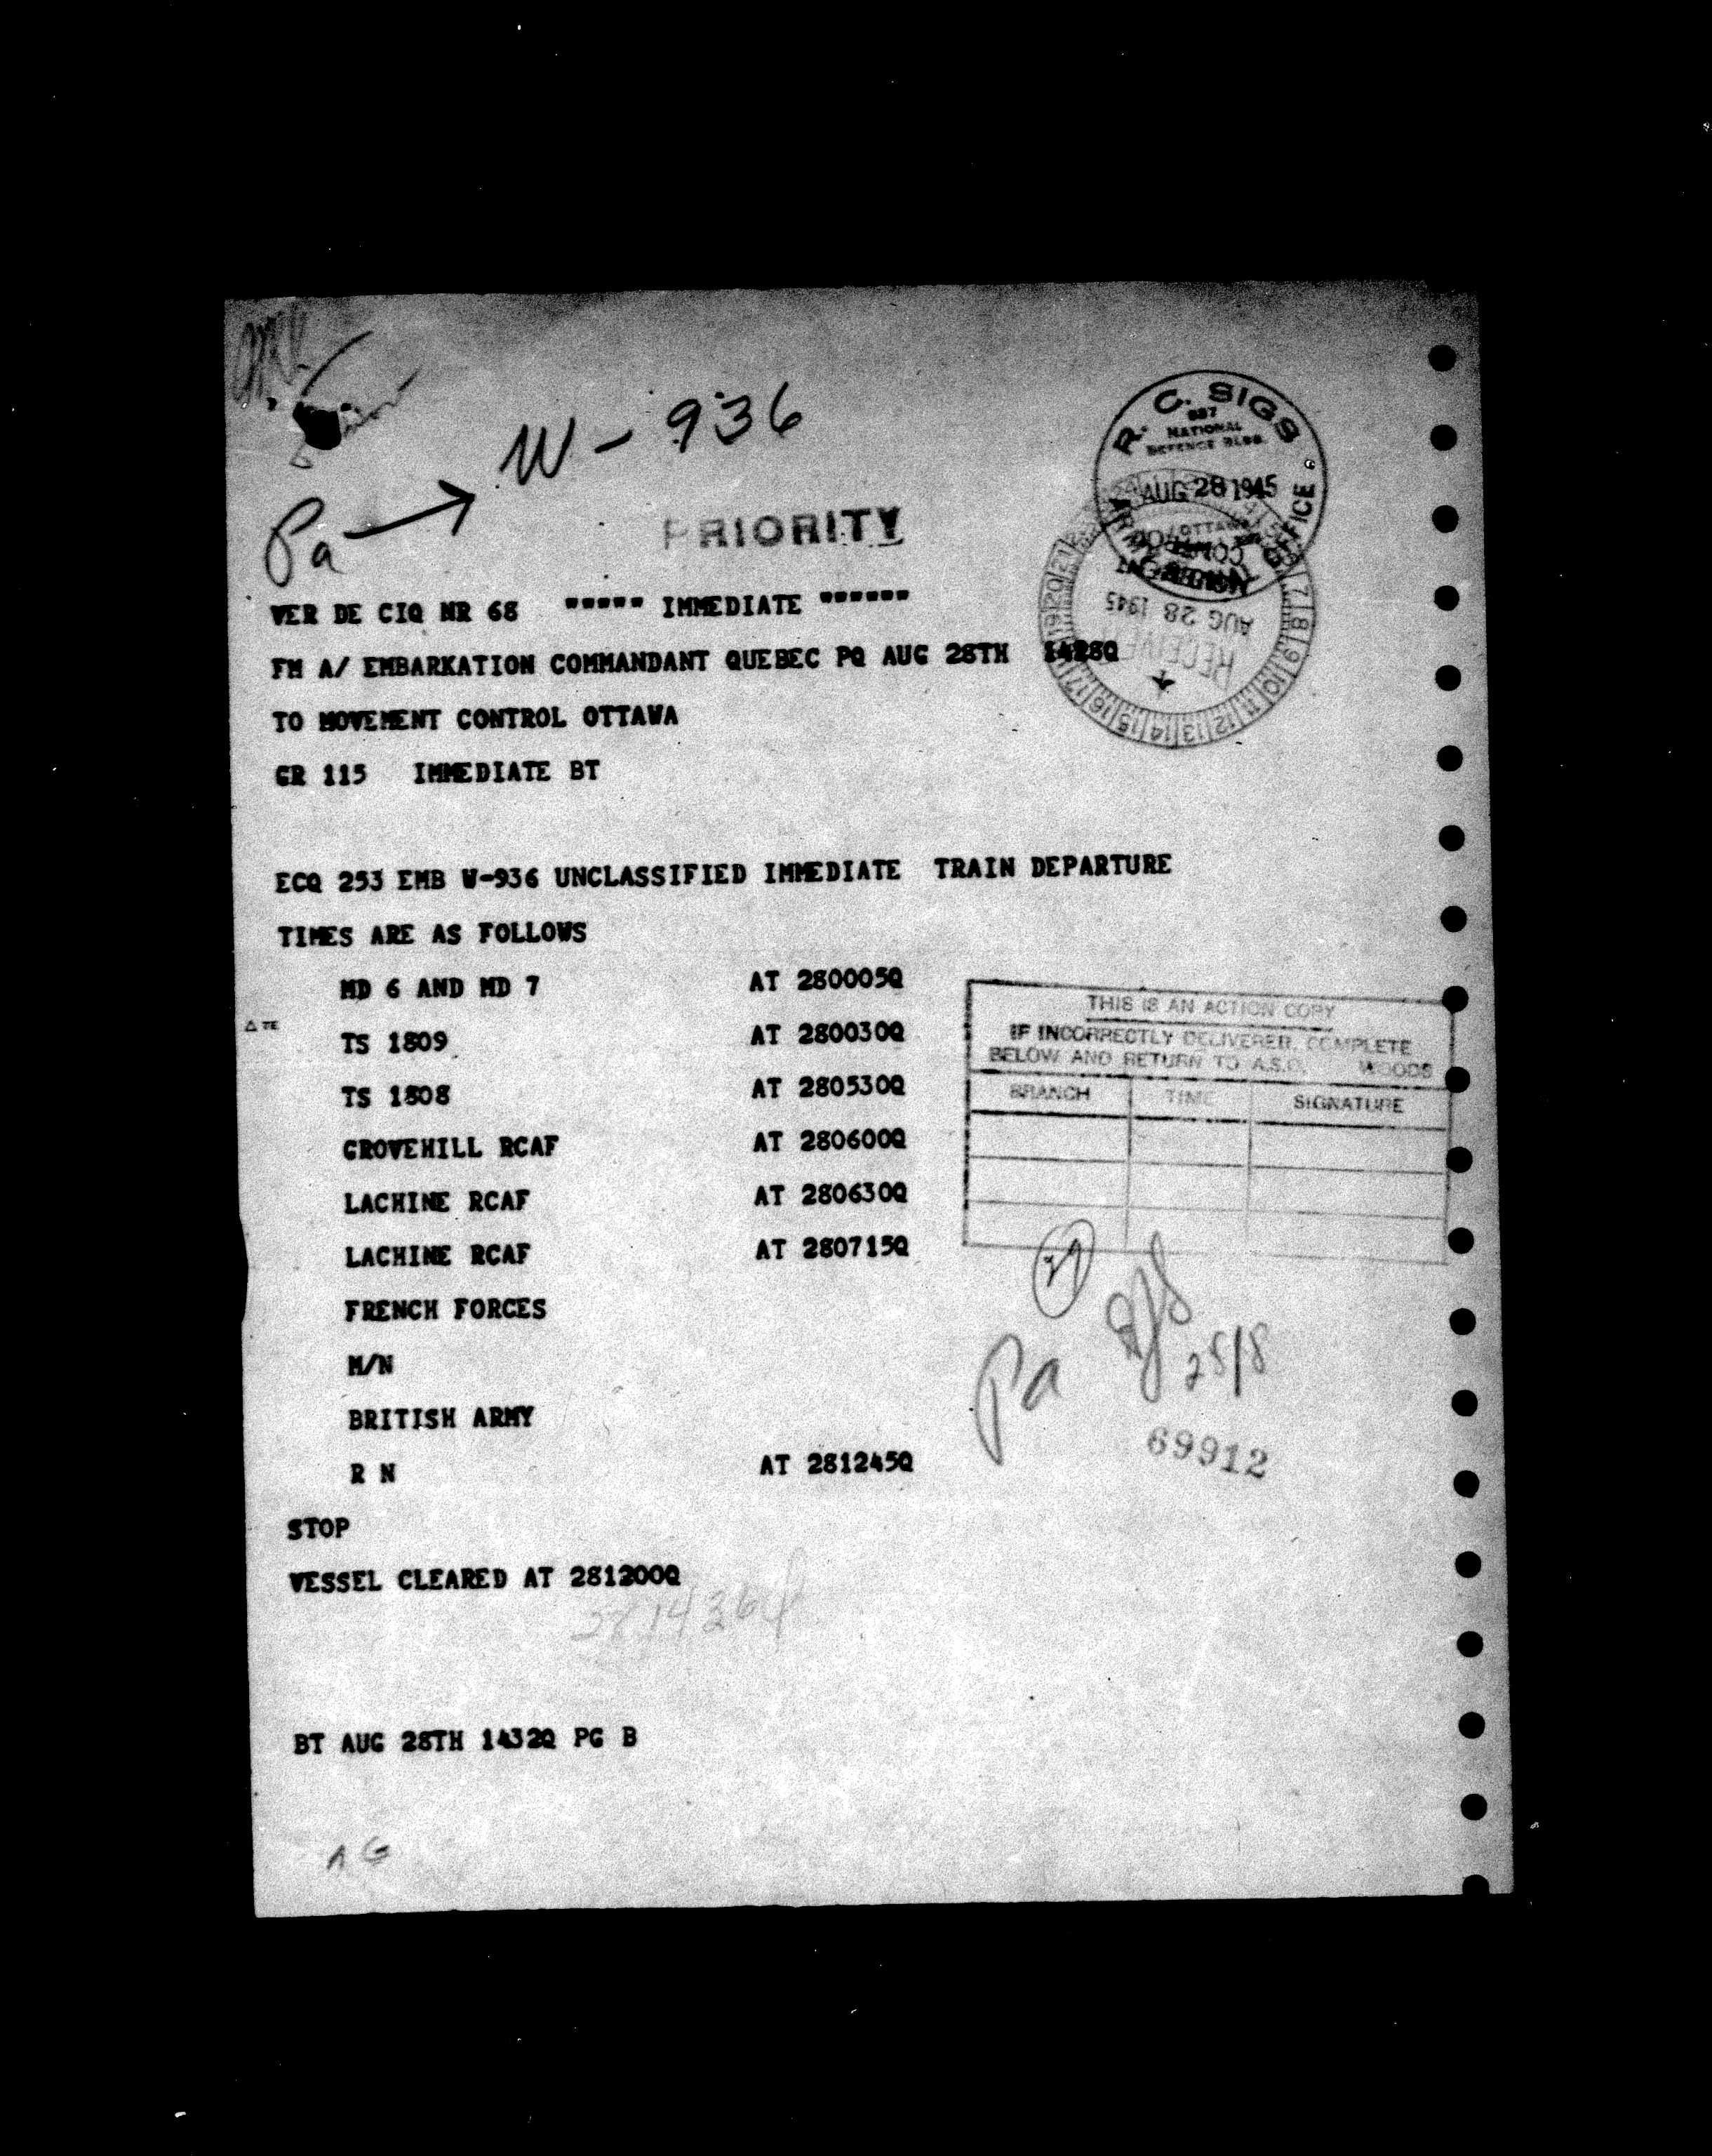 W - 936
Pa
PRIORITY
R. C. SIGS
NATIONAL
DEFENCE BLDG.
AUG 28 1945
OTTAWA
OFFICE
AUG 28 1945
RECEIVED
VER DE CIQ NR 68 """"" IMMEDIATE """"""
FM A/ EMBARKATION COMMANDANT QUEBEC PQ AUG 28TH 1428Q
TO MOVEMENT CONTROL OTTAWA
GR 115 IMMEDIATE BT
ECQ 253 EMB W-936 UNCLASSIFIED IMMEDIATE TRAIN DEPARTURE
TIMES ARE AS FOLLOWS
MD 6 AND MD 7 AT 280005Q
TS 1809 AT 280030Q
TS 1808 AT 280530Q
GROVEHILL RCAF AT 280600Q
LACHINE RCAF AT 280630Q
LACHINE RCAF AT 280715Q
FRENCH FORCES
M/N
BRITISH ARMY
R N AT 281245Q
STOP
VESSEL CLEARED AT 281200Q
BT AUG 28TH 1432Q PG B
THIS IS AN ACTION COPY
IF INCORRECTLY DELIVERED, COMPLETE
BELOW AND RETURN TO A.S.O. WOODS
BRANCH TIME SIGNATURE
Pa
69912
AG